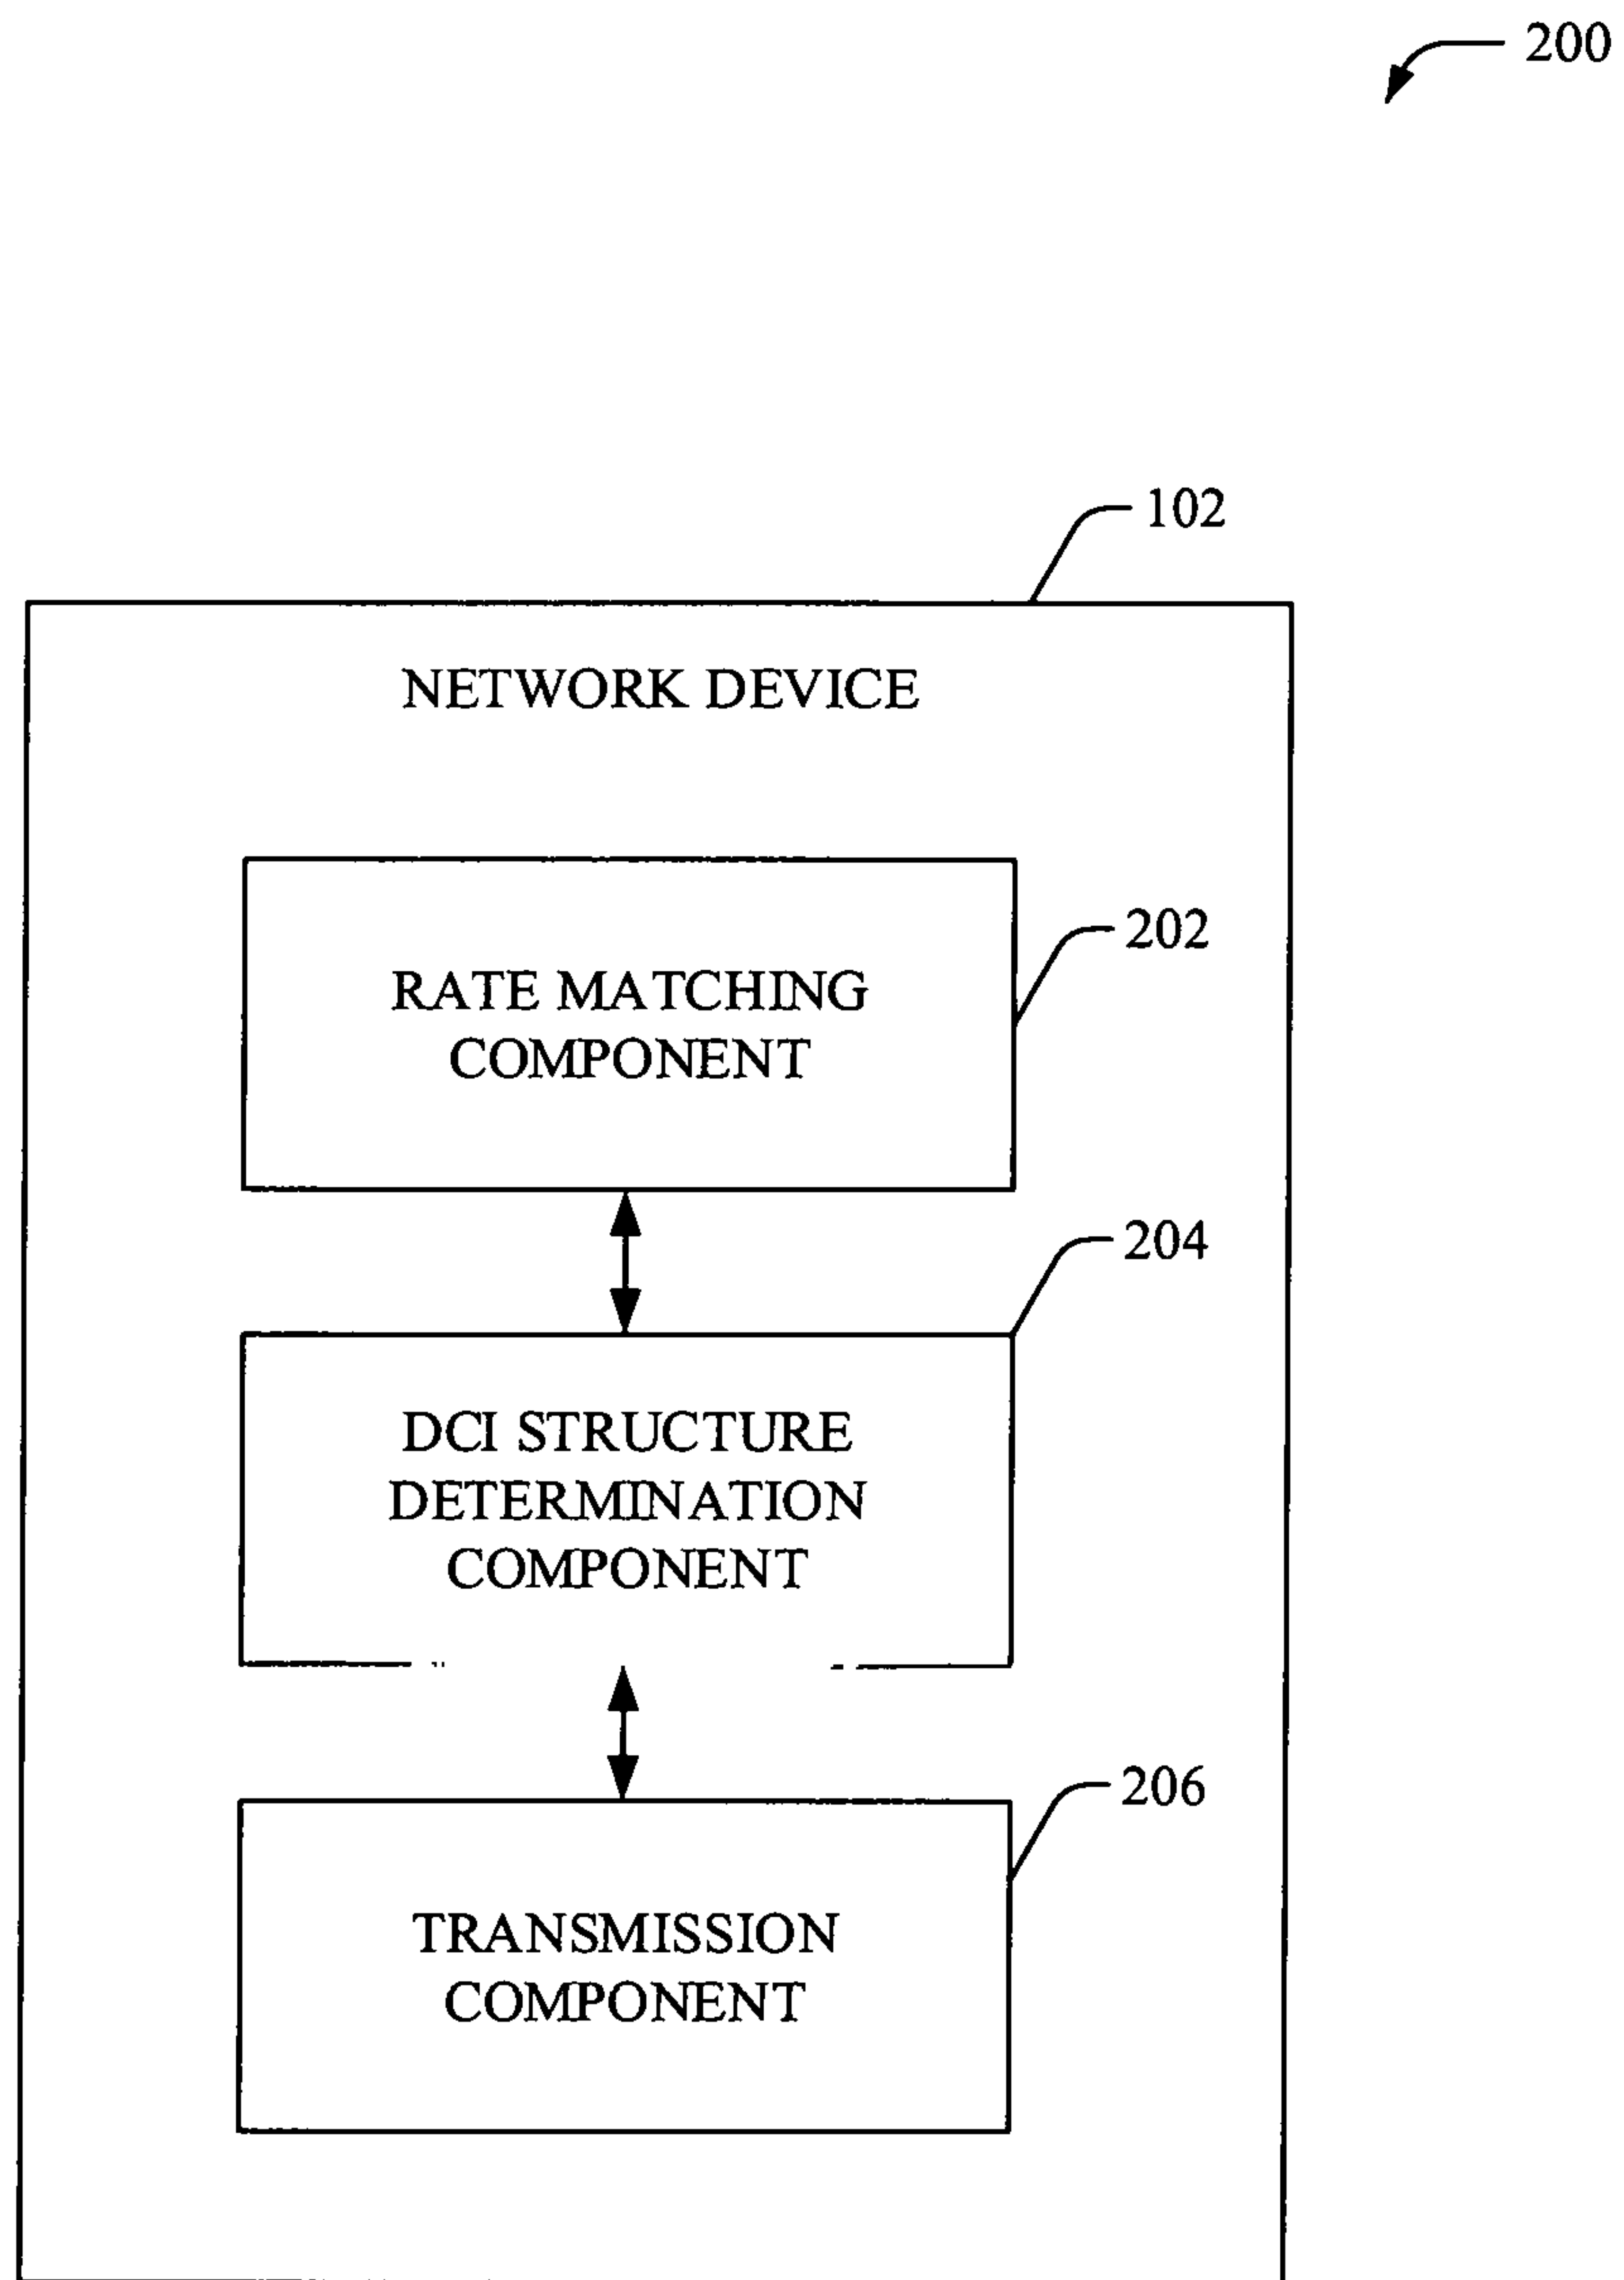 200
102
NETWORK DEVICE
202
RATE MATCHING
COMPONENT
204
DCI STRUCTURE
DETERMINATION
COMPONENT
206
TRANSMISSION
COMPONENT